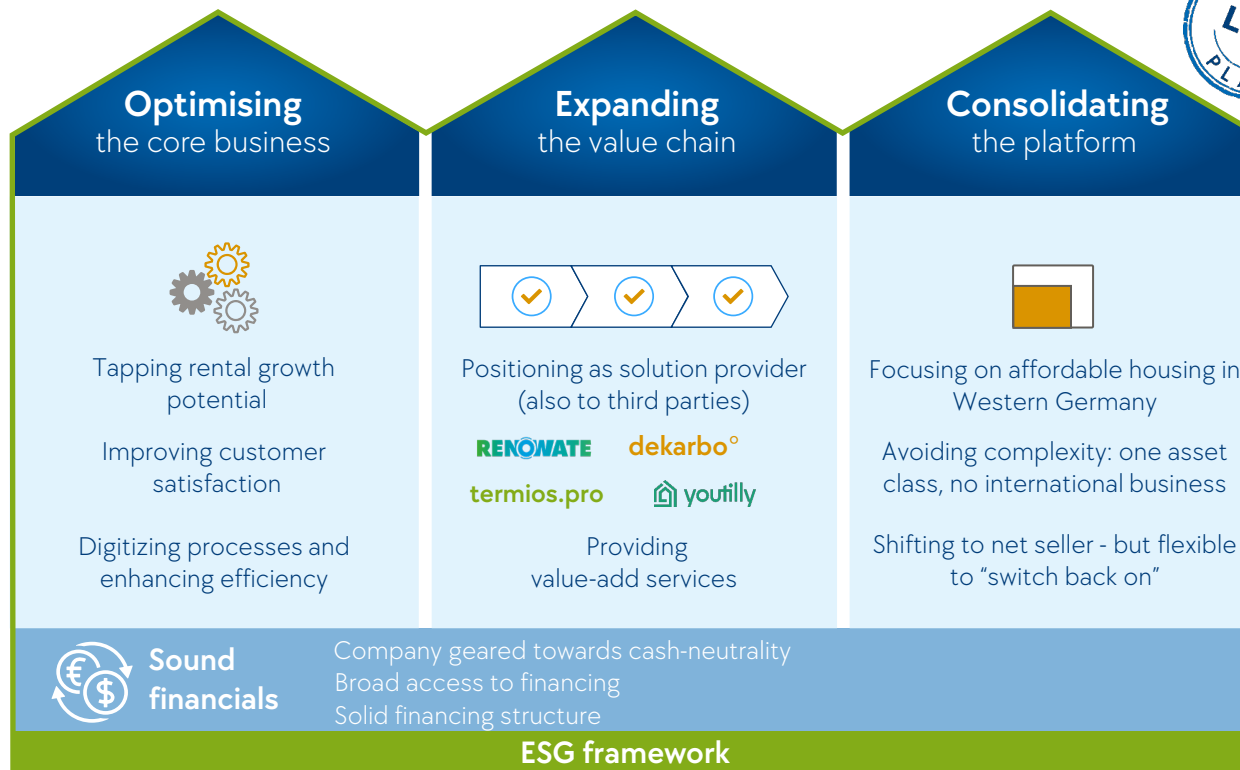 Optimising
the core business
Expanding
the value chain
Consolidating
the platform
Tapping rental growth
potential
Improving customer
satisfaction
Digitizing processes and
enhancing efficiency
Positioning as solution provider
(also to third parties)
RENOWATE
dekarbo°
termios.pro
youtilly
Providing
value-add services
Focusing on affordable housing in
Western Germany
Avoiding complexity: one asset
class, no international business
Shifting to net seller - but flexible
to “switch back on”
€
$
Sound
financials
Company geared towards cash-neutrality
Broad access to financing
Solid financing structure
ESG framework